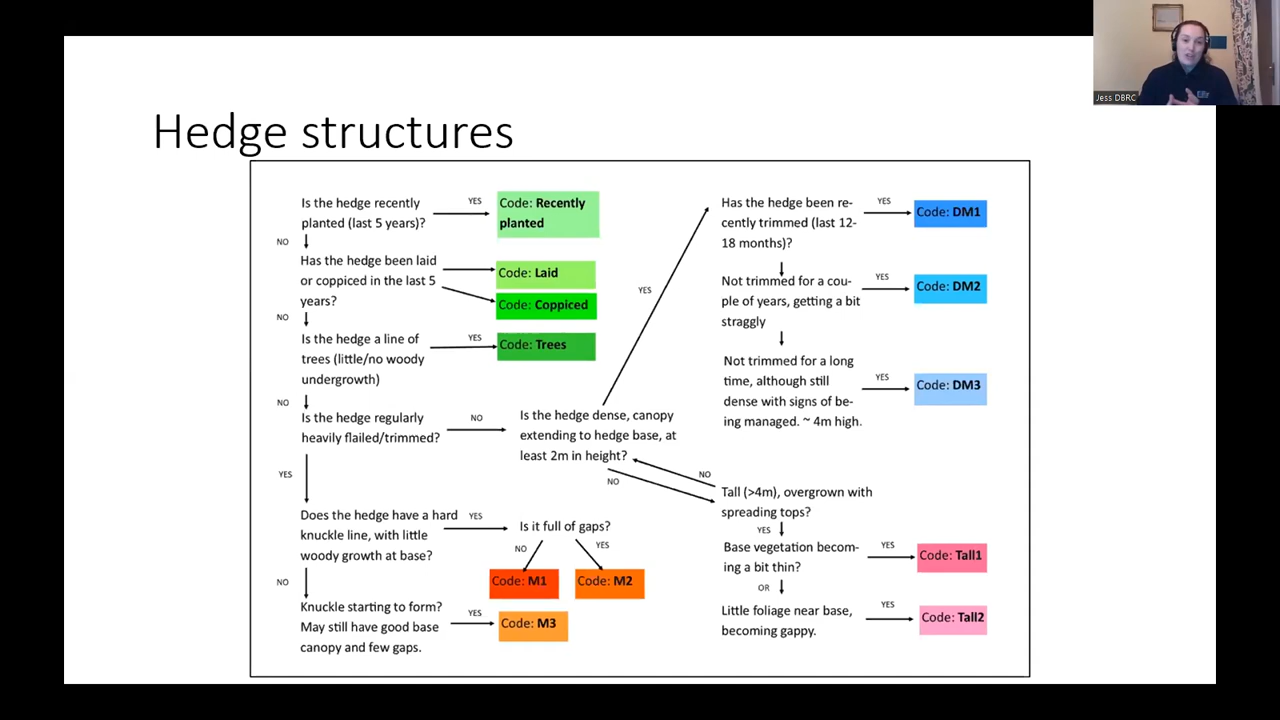 Jess DBRC
Hedge structures
Is the hedge recently
planted (last 5 years)?
YES
Code: Recently
planted
NO
Has the hedge been laid
or coppiced in the last 5
years?
Code: Laid
Code: Coppiced
NO
Is the hedge a line of
trees (little/no woody
undergrowth)
YES
Code: Trees
NO
Is the hedge regularly
heavily flailed/trimmed?
NO
Is the hedge dense, canopy
extending to hedge base, at
least 2m in height?
YES
NO
YES
Does the hedge have a hard
knuckle line, with little
woody growth at base?
YES
Is it full of gaps?
NO
YES
Code: M1
Code: M2
NO
Knuckle starting to form?
May still have good base
canopy and few gaps.
YES
Code: M3
Has the hedge been re-
cently trimmed (last 12-
18 months)?
YES
Code: DM1
Not trimmed for a cou-
ple of years, getting a bit
straggly
YES
Code: DM2
Not trimmed for a long
time, although still
dense with signs of be-
ing managed. ~ 4m high.
YES
Code: DM3
NO
Tall (>4m), overgrown with
spreading tops?
YES
Base vegetation becom-
ing a bit thin?
YES
Code: Tall1
OR
Little foliage near base,
becoming gappy.
YES
Code: Tall2